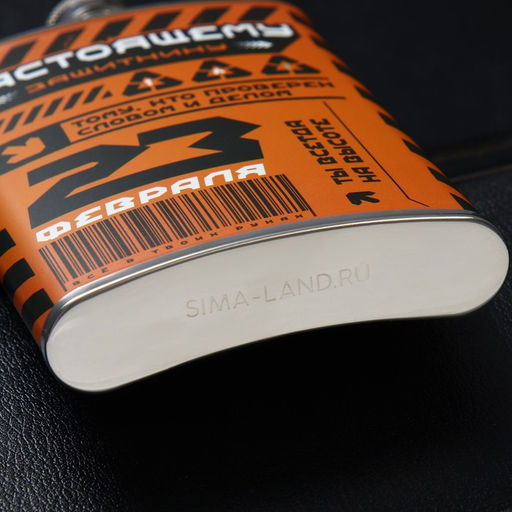 НАСТОЯЩЕМУ
ЗАЩИТНИКУ
ТОМУ, КТО ПРОВЕРЕН
СЛОВОМ И ДЕЛОМ
23
ФЕВРАЛЯ
ТЫ ВСЕГДА
НА ВЫСОТЕ
ВСЁ В ТВОИХ РУКАХ
SIMA-LAND.RU